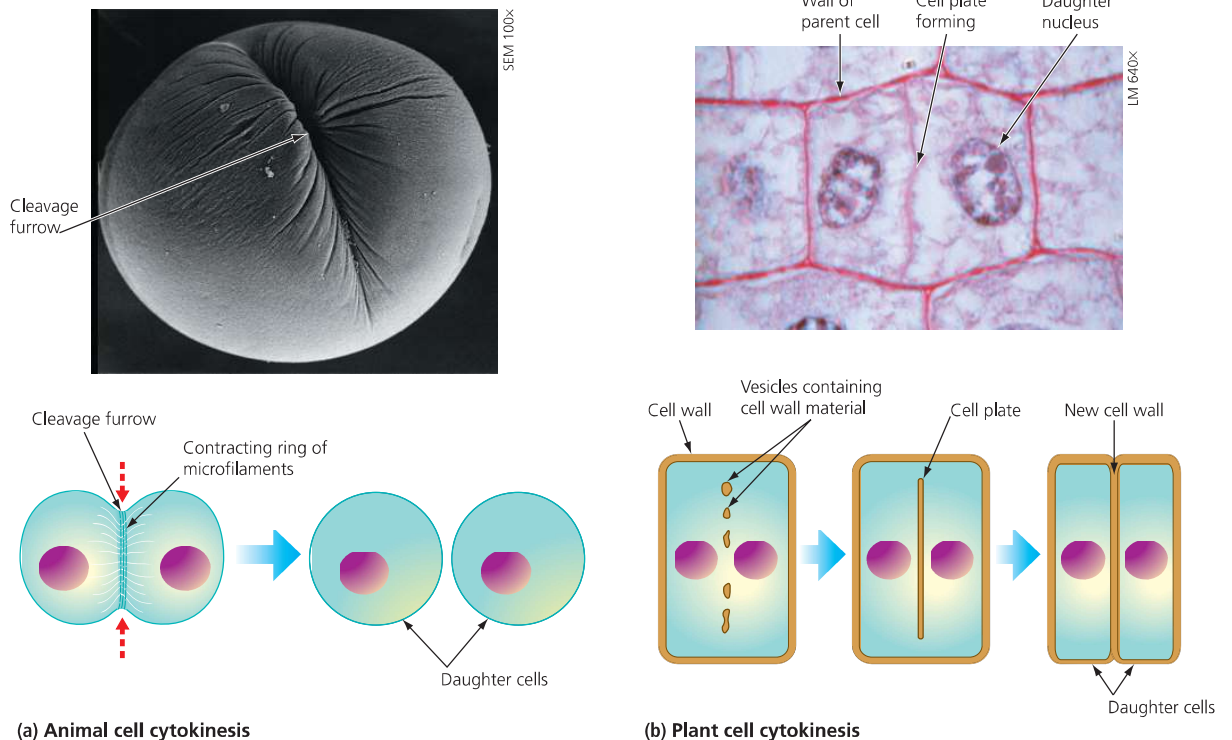 SEM 100×
Cleavage
furrow
Wall of
parent cell
Cell plate
forming
Daughter
nucleus
LM 640×
Cleavage furrow
Contracting ring of
microfilaments
Daughter cells
(a) Animal cell cytokinesis
Cell wall
Vesicles containing
cell wall material
Cell plate
New cell wall
Daughter cells
(b) Plant cell cytokinesis